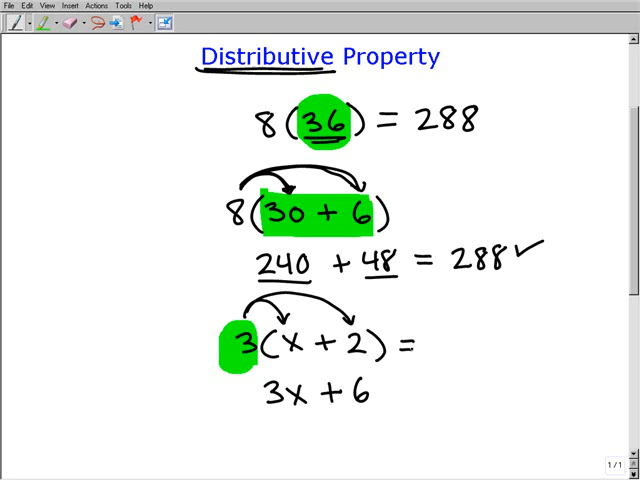 File Edit View Insert Actions Tools Help
Distributive Property
8(36) = 288
8(30 + 6)
240 + 48 = 288 ✓
3(x + 2) =
3x + 6
1 / 1